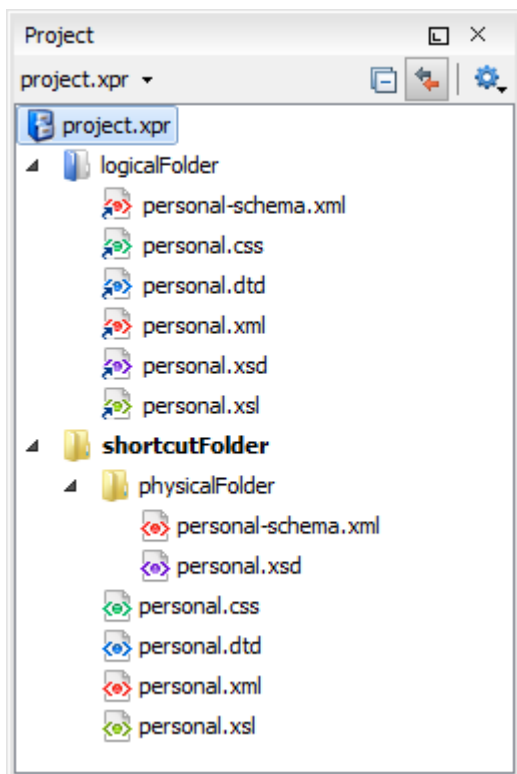 Project
project.xpr
project.xpr
logicalFolder
personal-schema.xml
personal.css
personal.dtd
personal.xml
personal.xsd
personal.xsl
shortcutFolder
physicalFolder
personal-schema.xml
personal.xsd
personal.css
personal.dtd
personal.xml
personal.xsl